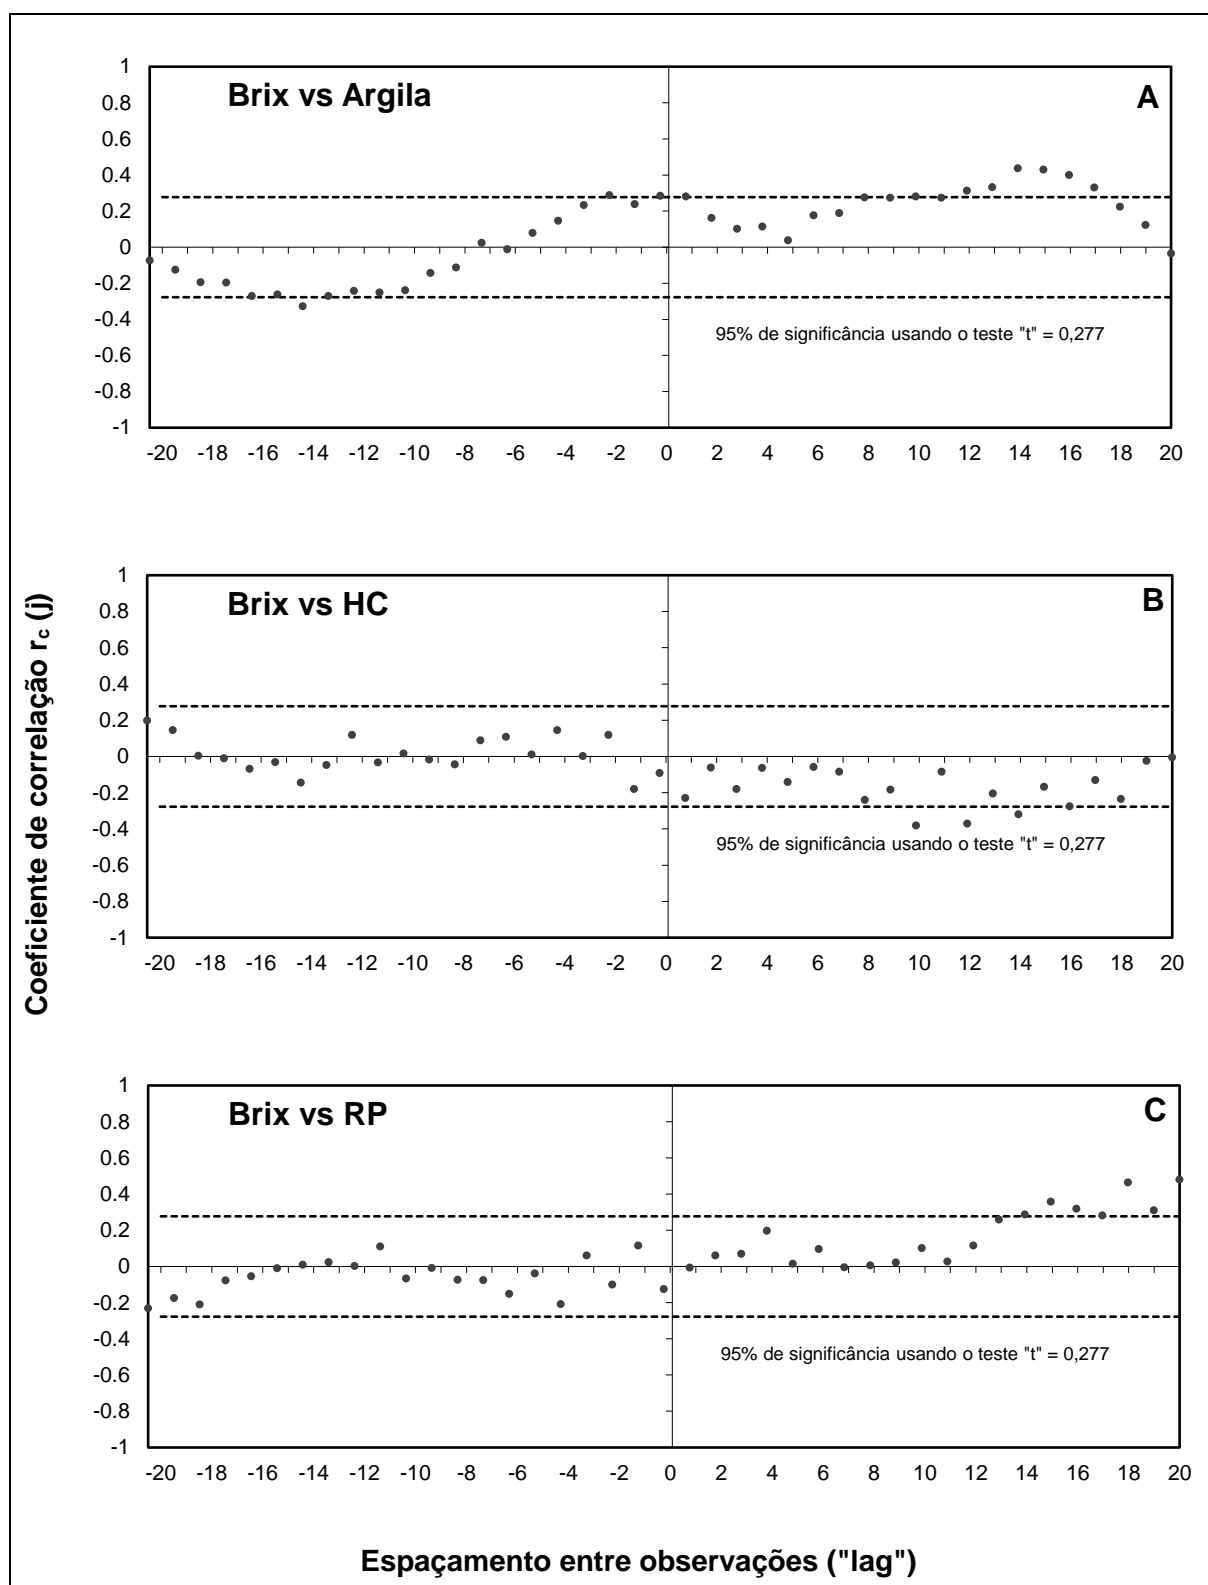 Coeficiente de correlação rc (j)
Brix vs Argila
A
1
0.8
0.6
0.4
0.2
0
-0.2
-0.4
-0.6
-0.8
-1
95% de significância usando o teste "t" = 0,277
-20 -18 -16 -14 -12 -10 -8 -6 -4 -2 0 2 4 6 8 10 12 14 16 18 20
Brix vs HC
B
1
0.8
0.6
0.4
0.2
0
-0.2
-0.4
-0.6
-0.8
-1
95% de significância usando o teste "t" = 0,277
-20 -18 -16 -14 -12 -10 -8 -6 -4 -2 0 2 4 6 8 10 12 14 16 18 20
Brix vs RP
C
1
0.8
0.6
0.4
0.2
0
-0.2
-0.4
-0.6
-0.8
-1
95% de significância usando o teste "t" = 0,277
-20 -18 -16 -14 -12 -10 -8 -6 -4 -2 0 2 4 6 8 10 12 14 16 18 20
Espaçamento entre observações ("lag")